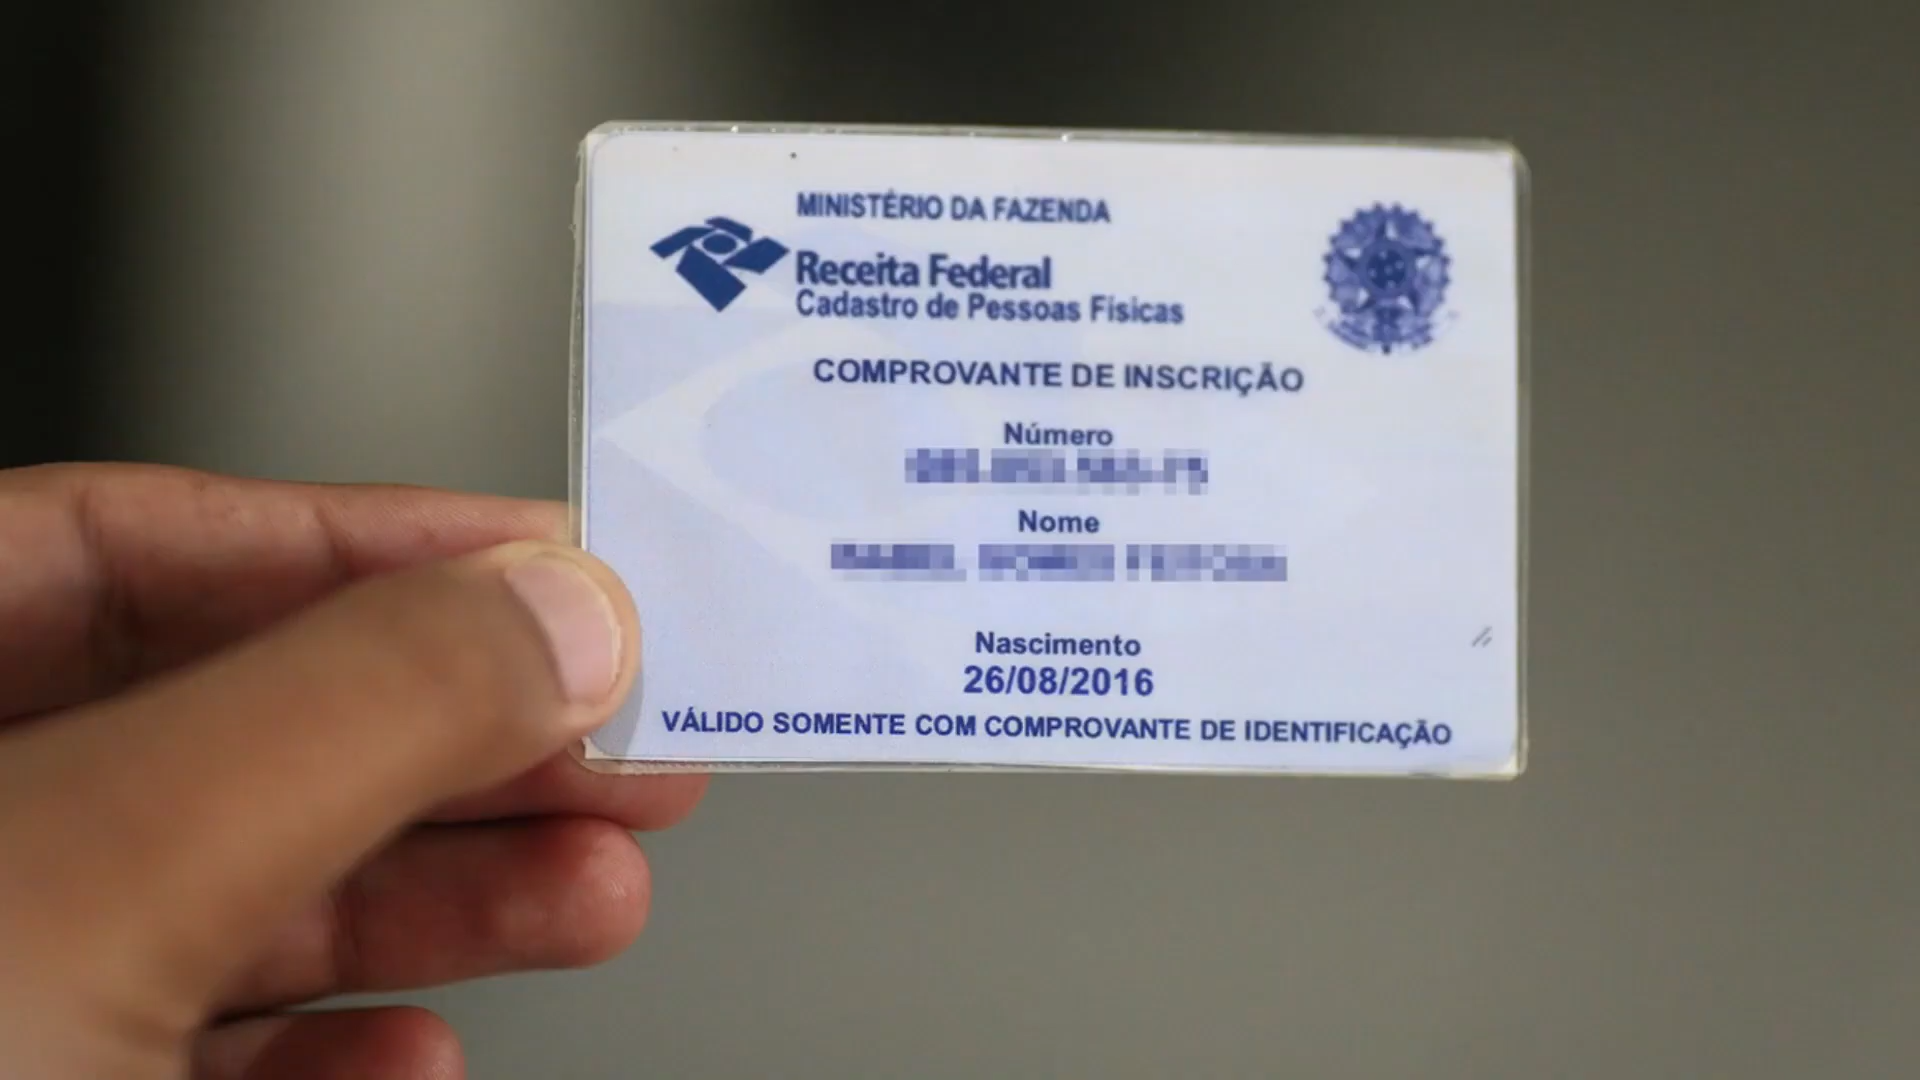 MINISTÉRIO DA FAZENDA
Receita Federal
Cadastro de Pessoas Físicas
COMPROVANTE DE INSCRIÇÃO
Número
Nome
Nascimento
26/08/2016
VÁLIDO SOMENTE COM COMPROVANTE DE IDENTIFICAÇÃO